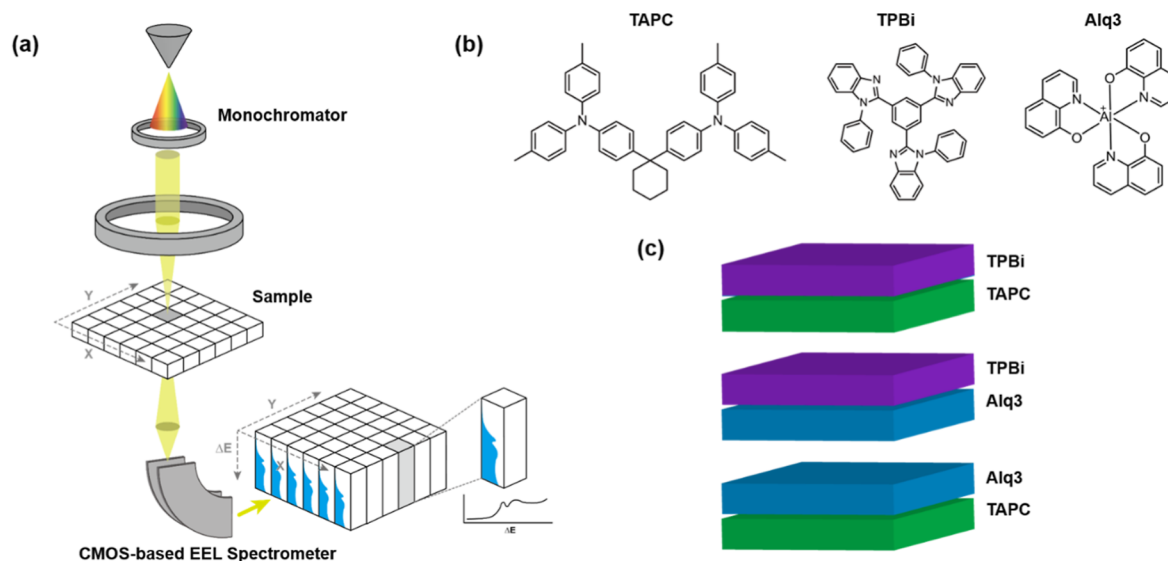 (a)
Monochromator
Sample
Y
X
Y
X
ΔE
ΔE
CMOS-based EEL Spectrometer
(b)
TAPC
N
N
TPBi
N
N
N
N
N
N
Alq3
O
N
N
Al
+
O
O
N
(c)
TPBi
TAPC
TPBi
Alq3
Alq3
TAPC